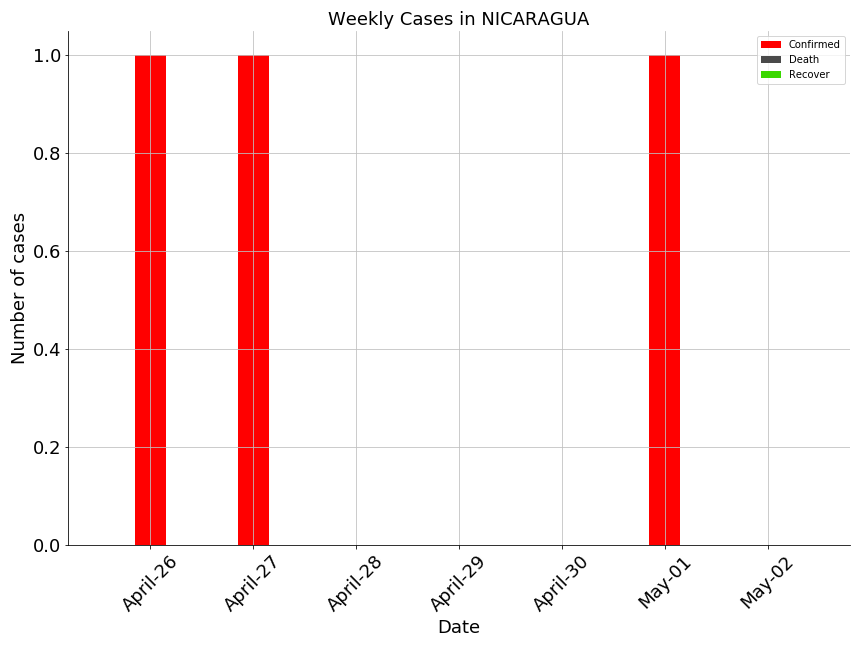 Weekly Cases in NICARAGUA
Confirmed
Death
Recover
Number of cases
1.0
0.8
0.6
0.4
0.2
0.0
April-26
April-27
April-28
April-29
April-30
May-01
May-02
Date